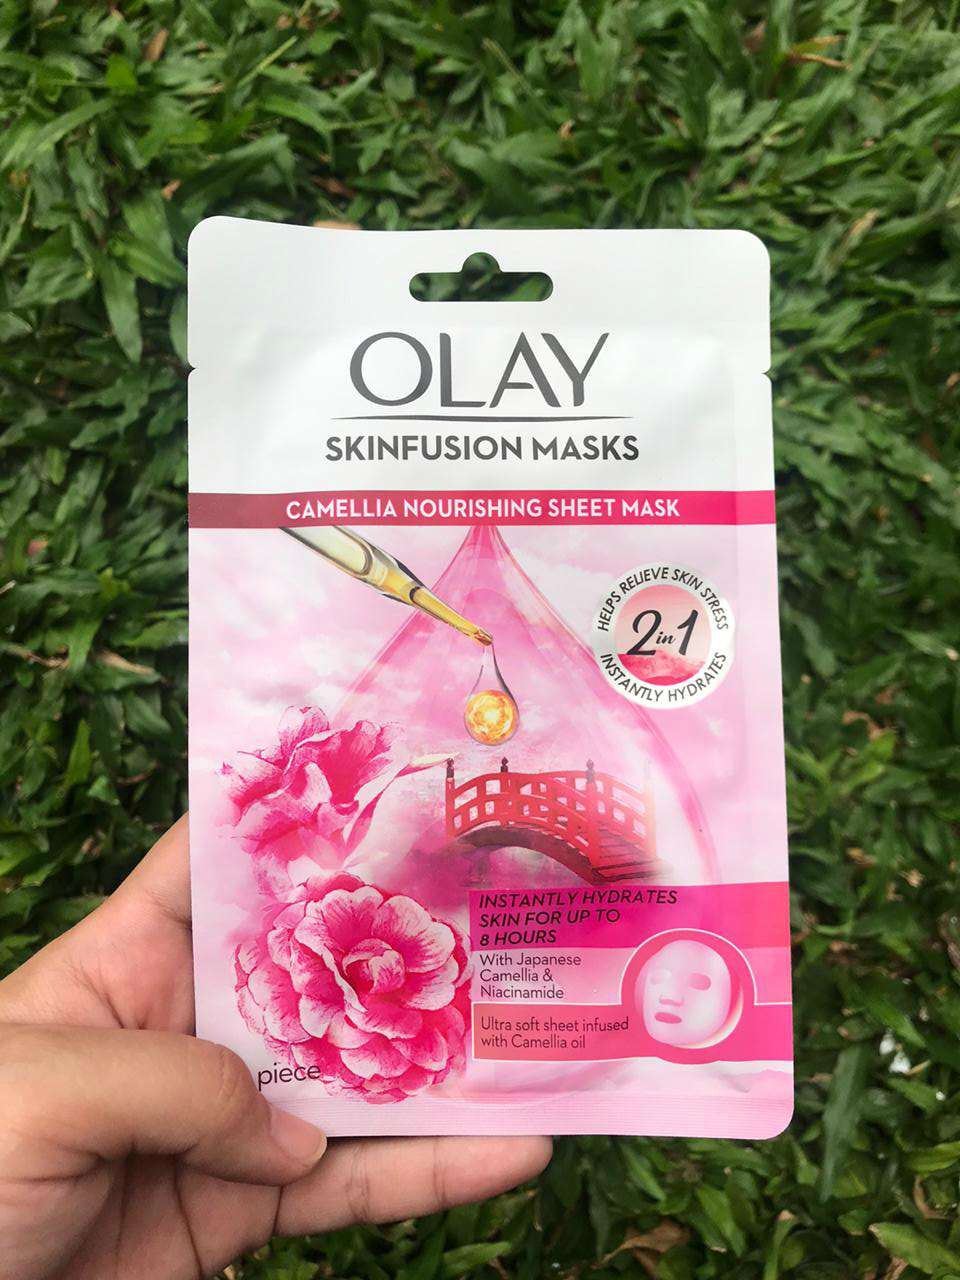 OLAY
SKINFUSION MASKS
CAMELLIA NOURISHING SHEET MASK
HELPS RELIEVE SKIN STRESS
2in1
INSTANTLY HYDRATES
INSTANTLY HYDRATES
SKIN FOR UP TO
8 HOURS
With Japanese
Camellia &
Niacinamide
Ultra soft sheet infused
with Camellia oil
piece